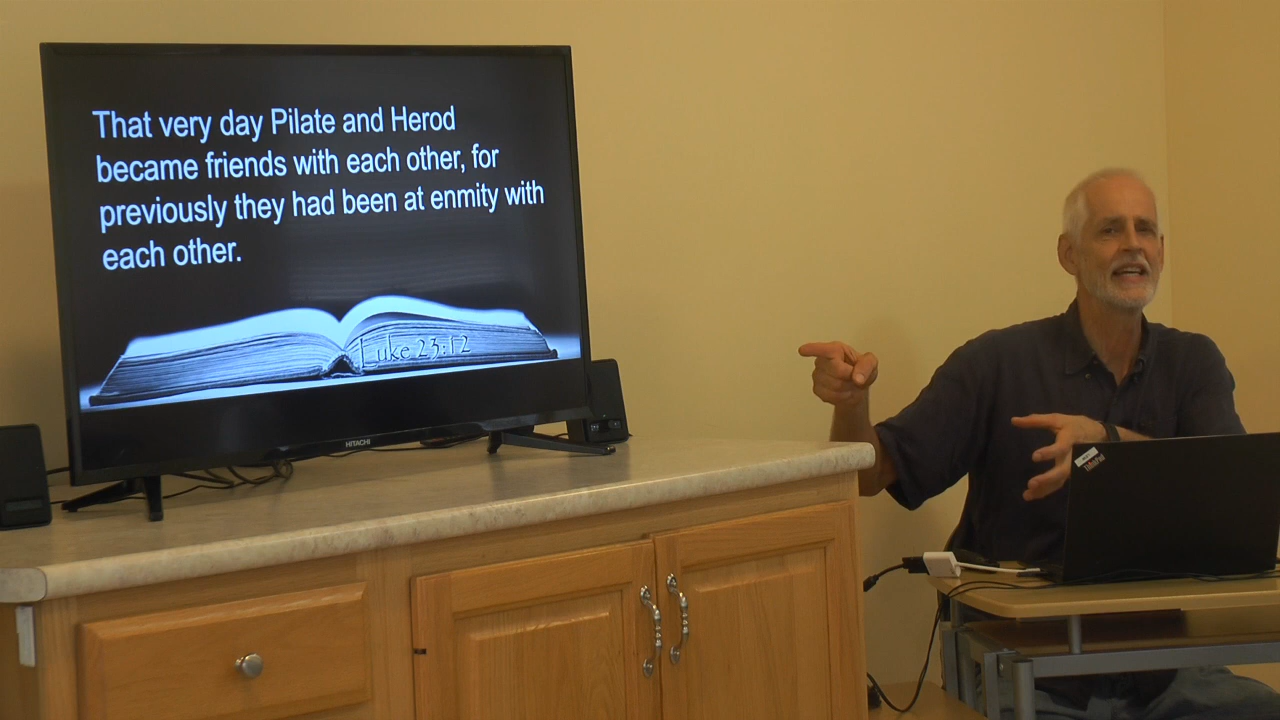 That very day Pilate and Herod
became friends with each other, for
previously they had been at enmity with
each other.
Luke 23:12
HITACHI
ThinkPad